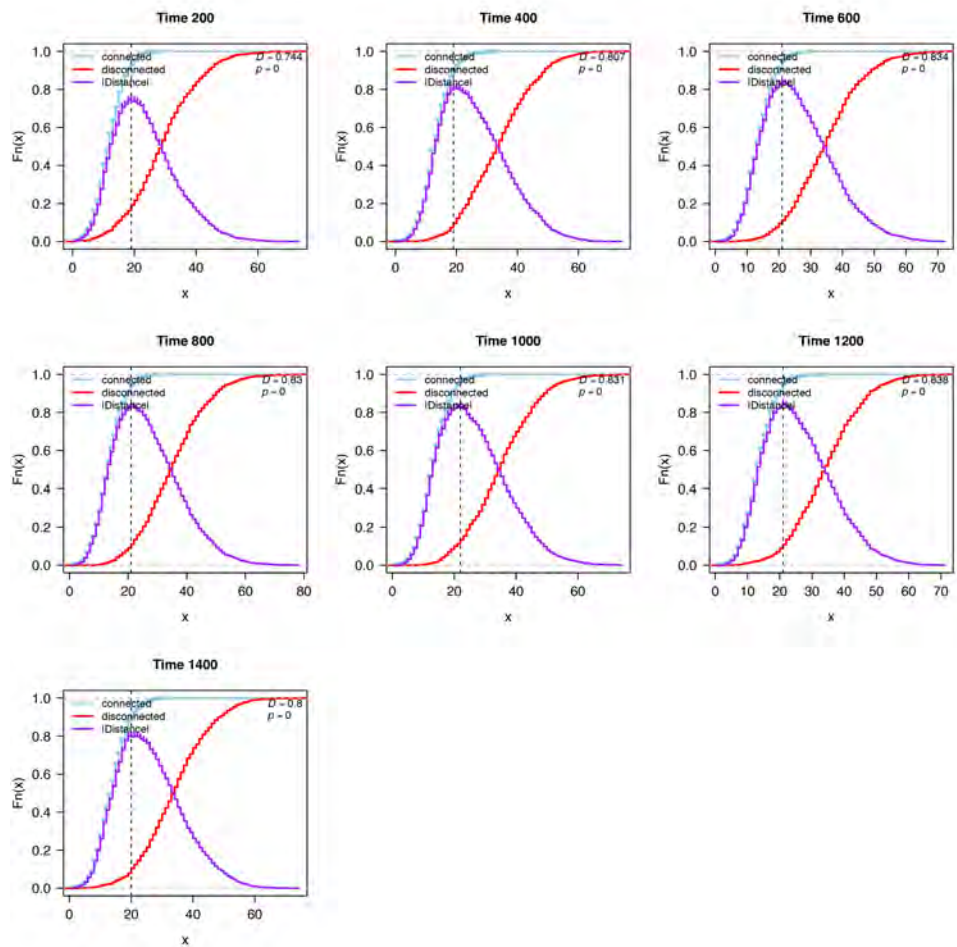 Time 200
1.0
0.8
0.6
0.4
0.2
0.0
Fn(x)
connected
disconnected
|Distance|
D = 0.744
p = 0
0 20 40 60
x
Time 400
1.0
0.8
0.6
0.4
0.2
0.0
Fn(x)
connected
disconnected
|Distance|
D = 0.807
p = 0
0 20 40 60
x
Time 600
1.0
0.8
0.6
0.4
0.2
0.0
Fn(x)
connected
disconnected
|Distance|
D = 0.834
p = 0
0 10 20 30 40 50 60 70
x
Time 800
1.0
0.8
0.6
0.4
0.2
0.0
Fn(x)
connected
disconnected
|Distance|
D = 0.83
p = 0
0 20 40 60 80
x
Time 1000
1.0
0.8
0.6
0.4
0.2
0.0
Fn(x)
connected
disconnected
|Distance|
D = 0.831
p = 0
0 20 40 60
x
Time 1200
1.0
0.8
0.6
0.4
0.2
0.0
Fn(x)
connected
disconnected
|Distance|
D = 0.838
p = 0
0 10 20 30 40 50 60 70
x
Time 1400
1.0
0.8
0.6
0.4
0.2
0.0
Fn(x)
connected
disconnected
|Distance|
D = 0.8
p = 0
0 20 40 60
x